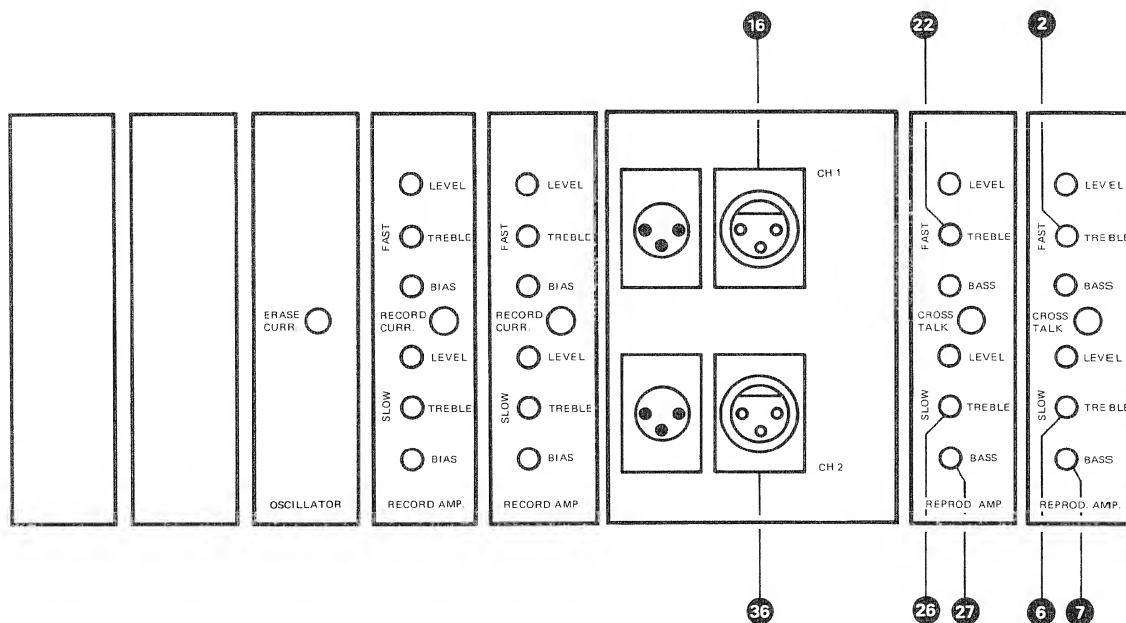 16 22 2
ERASE CURR.
OSCILLATOR
FAST
LEVEL
TREBLE
BIAS
RECORD CURR.
SLOW
LEVEL
TREBLE
BIAS
RECORD AMP.
FAST
LEVEL
TREBLE
BIAS
RECORD CURR.
SLOW
LEVEL
TREBLE
BIAS
RECORD AMP.
CH 1
CH 2
FAST
LEVEL
TREBLE
BASS
CROSS TALK
SLOW
LEVEL
TREBLE
BASS
REPROD. AMP.
FAST
LEVEL
TREBLE
BASS
CROSS TALK
SLOW
LEVEL
TREBLE
BASS
REPROD. AMP.
36 26 27 6 7